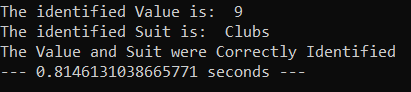 The identified Value is:  9
The identified Suit is:  Clubs
The Value and Suit were Correctly Identified
--- 0.8146131038665771 seconds ---